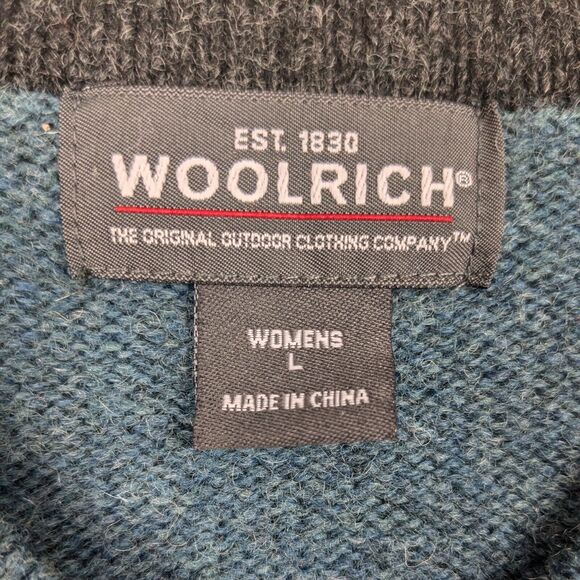 EST. 1830
WOOLRICH®
THE ORIGINAL OUTDOOR CLOTHING COMPANY™
WOMENS
L
MADE IN CHINA